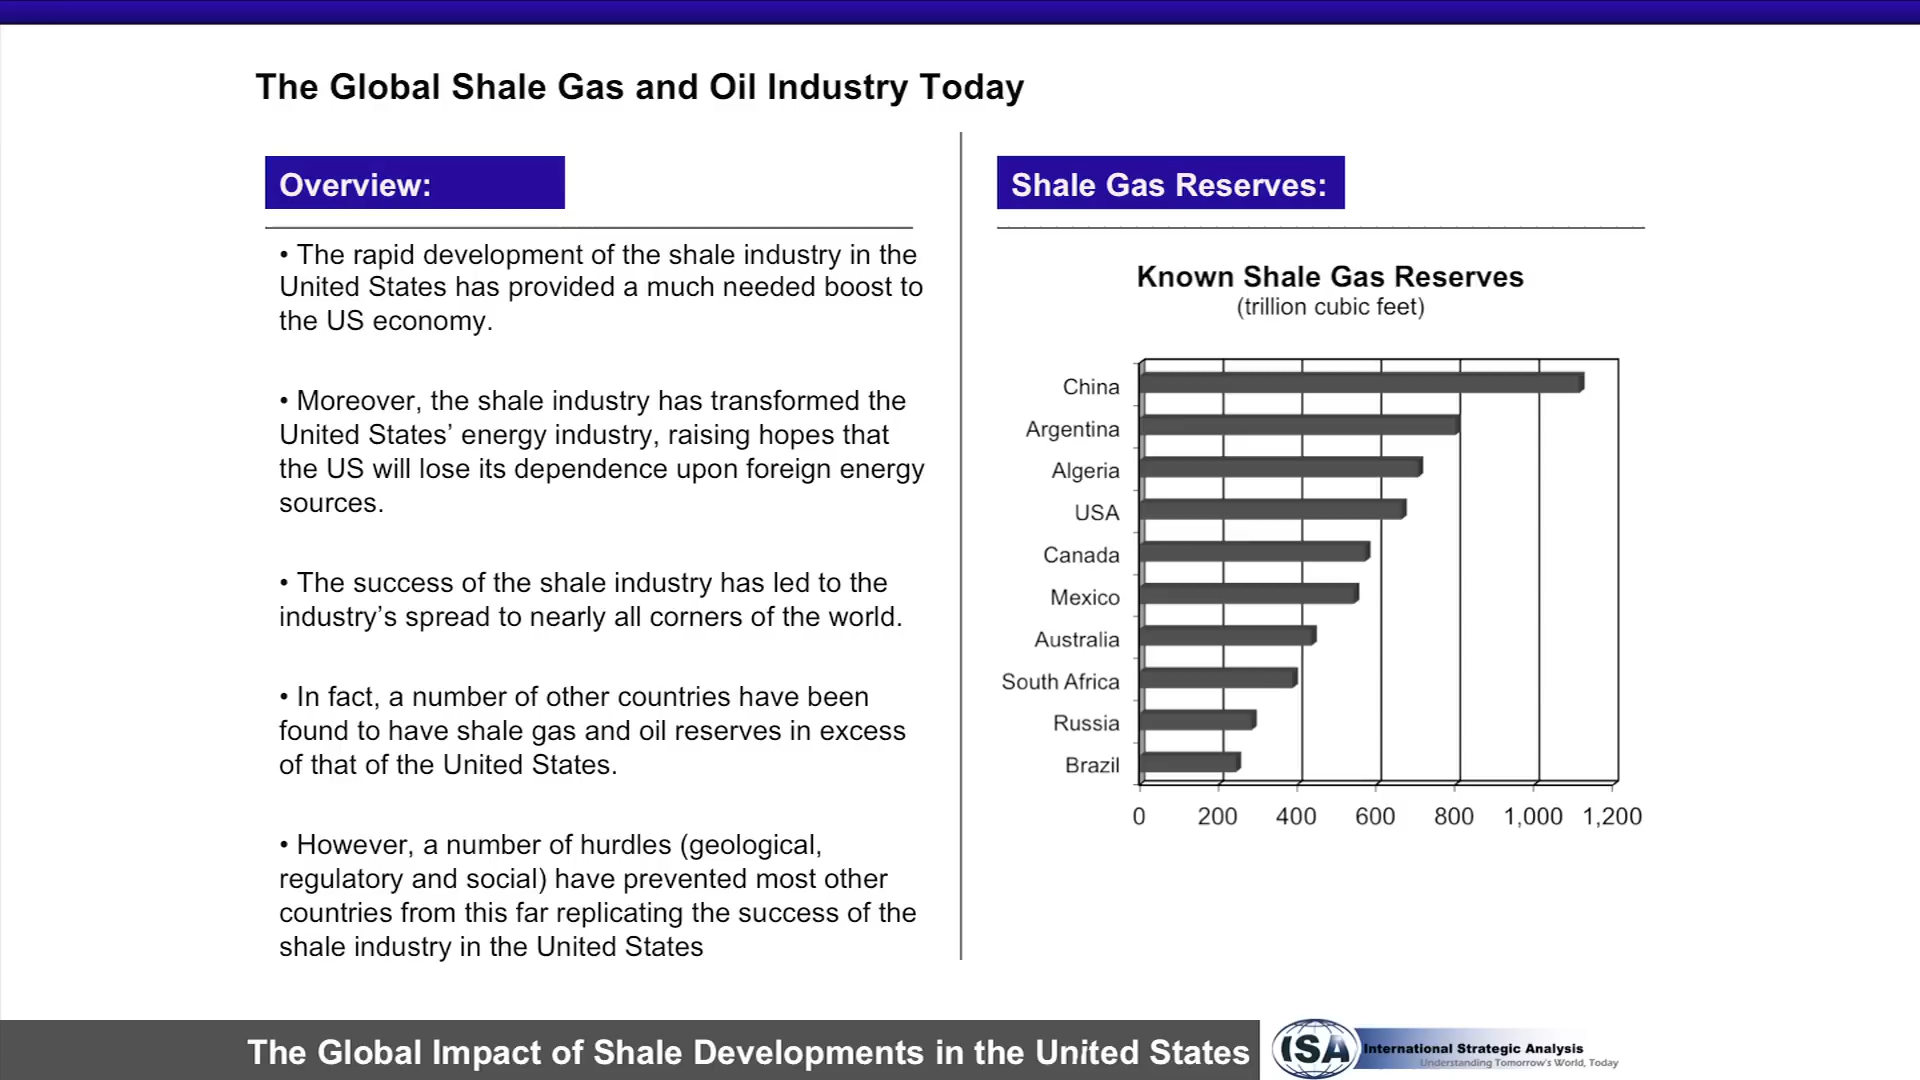 The Global Shale Gas and Oil Industry Today
Overview:
• The rapid development of the shale industry in the
United States has provided a much needed boost to
the US economy.
• Moreover, the shale industry has transformed the
United States’ energy industry, raising hopes that
the US will lose its dependence upon foreign energy
sources.
• The success of the shale industry has led to the
industry’s spread to nearly all corners of the world.
• In fact, a number of other countries have been
found to have shale gas and oil reserves in excess
of that of the United States.
• However, a number of hurdles (geological,
regulatory and social) have prevented most other
countries from this far replicating the success of the
shale industry in the United States
Shale Gas Reserves:
Known Shale Gas Reserves
(trillion cubic feet)
China
Argentina
Algeria
USA
Canada
Mexico
Australia
South Africa
Russia
Brazil
0 200 400 600 800 1,000 1,200
The Global Impact of Shale Developments in the United States
ISA International Strategic Analysis
Understanding Tomorrow's World, Today